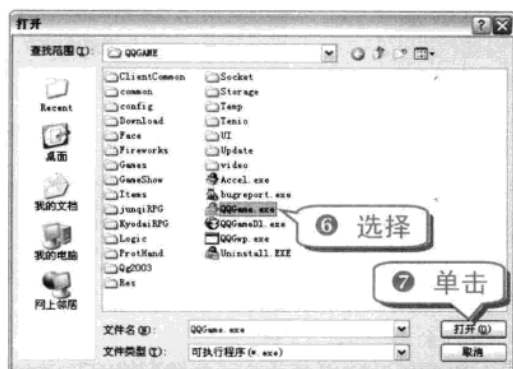 打开
查找范围(I):
QQGAME
Recent
桌面
我的文档
我的电脑
网上邻居
ClientCommon
common
config
Download
Face
Fireworks
Games
GameShow
Items
junqiRPG
KyodaiRPG
Logic
ProtHand
Qg2003
Res
Socket
Storage
Temp
Tenio
UI
Update
video
Accel.exe
bugreport.exe
QQGame.exe
QQGameDl.exe
QQGwp.exe
Uninstall.EXE
❻ 选择
❼ 单击
文件名(N):
QQGame.exe
打开(O)
文件类型(T):
可执行程序(*.exe)
取消